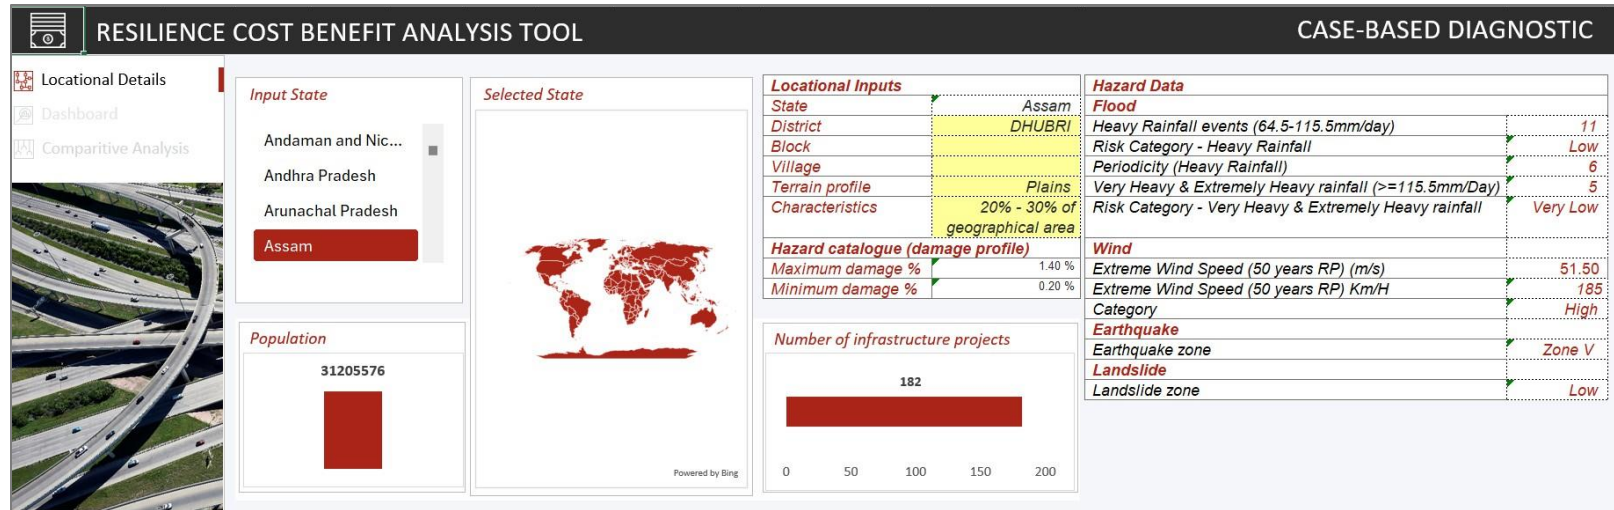 RESILIENCE COST BENEFIT ANALYSIS TOOL
CASE-BASED DIAGNOSTIC
Locational Details
Dashboard
Comparitive Analysis
Input State
Andaman and Nic...
Andhra Pradesh
Arunachal Pradesh
Assam
Population
31205576
Selected State
Powered by Bing
Locational Inputs
State Assam
District DHUBRI
Block
Village
Terrain profile Plains
Characteristics 20% - 30% of
geographical area
Hazard catalogue (damage profile)
Maximum damage % 1.40 %
Minimum damage % 0.20 %
Number of infrastructure projects
182
0 50 100 150 200
Hazard Data
Flood
Heavy Rainfall events (64.5-115.5mm/day) 11
Risk Category - Heavy Rainfall Low
Periodicity (Heavy Rainfall) 6
Very Heavy & Extremely Heavy rainfall (>=115.5mm/Day) 5
Risk Category - Very Heavy & Extremely Heavy rainfall Very Low
Wind
Extreme Wind Speed (50 years RP) (m/s) 51.50
Extreme Wind Speed (50 years RP) Km/H 185
Category High
Earthquake
Earthquake zone Zone V
Landslide
Landslide zone Low